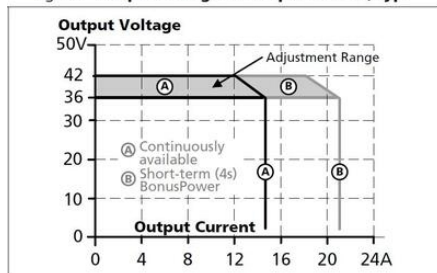 Output Voltage
50V
Adjustment Range
42
A
B
36
30
A Continuously
available
20
A
B
B Short-term (4s)
BonusPower
10
Output Current
0
0 4 8 12 16 20 24A